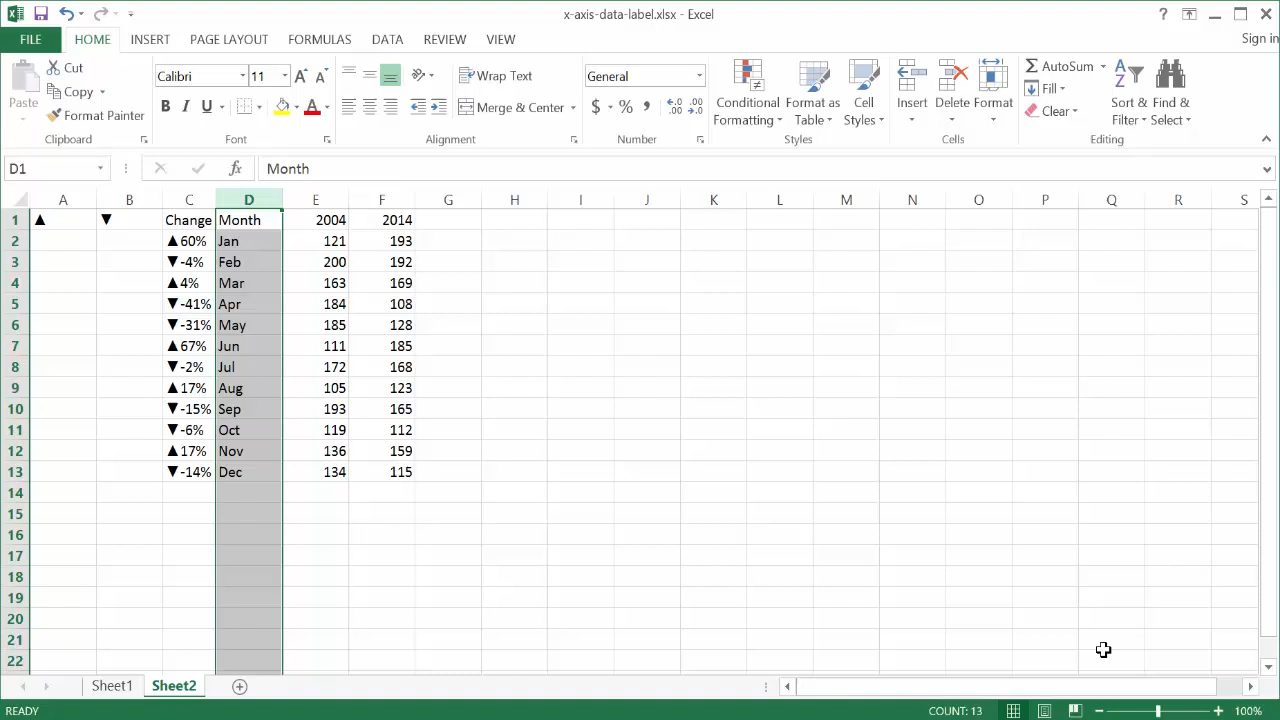 x-axis-data-label.xlsx - Excel
FILE HOME INSERT PAGE LAYOUT FORMULAS DATA REVIEW VIEW Sign in
Paste Cut Copy Format Painter Clipboard
Calibri 11 B I U A A A Font
Wrap Text Merge & Center Alignment
General $ % , Number
Conditional Formatting Format as Table Cell Styles Styles
Insert Delete Format Cells
AutoSum Fill Clear Sort & Filter Find & Select Editing
D1 fx Month
A B C D E F G H I J K L M N O P Q R S
1 ▲ ▼ Change Month 2004 2014
2 ▲60% Jan 121 193
3 ▼-4% Feb 200 192
4 ▲4% Mar 163 169
5 ▼-41% Apr 184 108
6 ▼-31% May 185 128
7 ▲67% Jun 111 185
8 ▼-2% Jul 172 168
9 ▲17% Aug 105 123
10 ▼-15% Sep 193 165
11 ▼-6% Oct 119 112
12 ▲17% Nov 136 159
13 ▼-14% Dec 134 115
14
15
16
17
18
19
20
21
22
Sheet1 Sheet2
READY COUNT: 13 100%